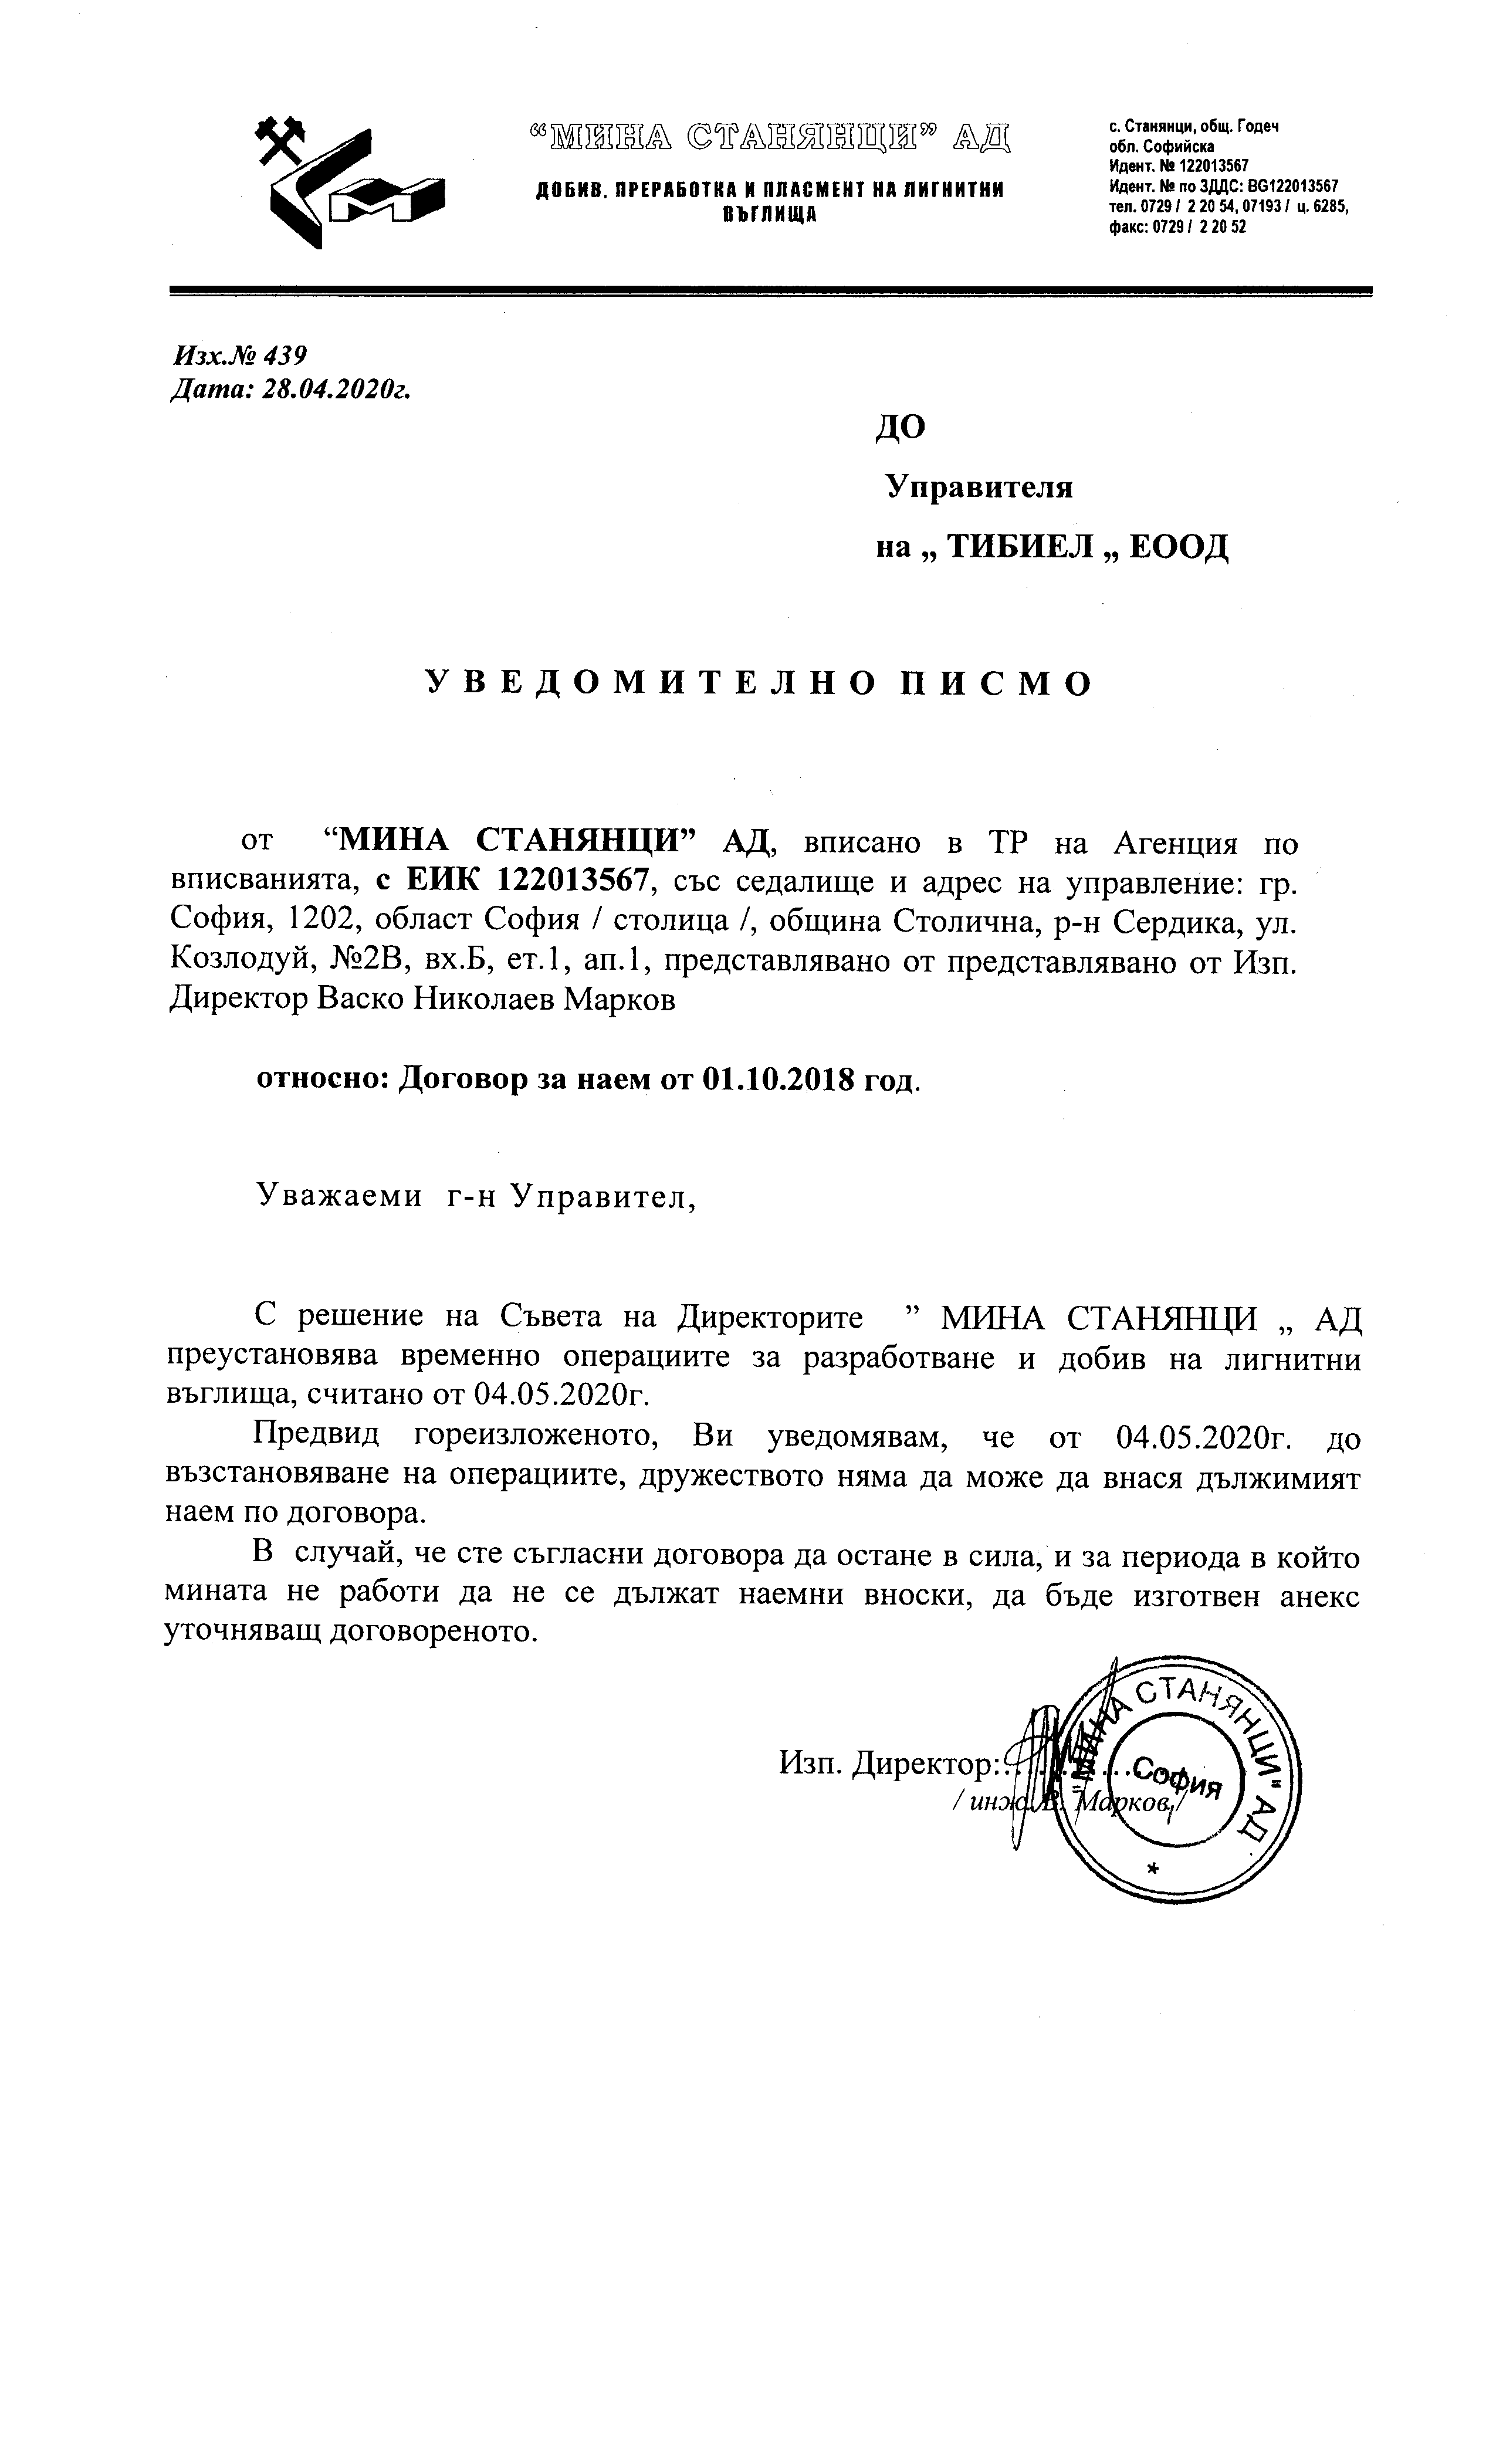 “МИНА СТАНЯНЦИ” АД
ДОБИВ, ПРЕРАБОТКА И ПЛАСМЕНТ НА ЛИГНИТНИ
ВЪГЛИЩА
с. Станянци, общ. Годеч
обл. Софийска
Идент. № 122013567
Идент. № по ЗДДС: BG122013567
тел. 0729 / 2 20 54, 07193 / ц. 6285,
факс: 0729 / 2 20 52
Изх.№ 439
Дата: 28.04.2020г.
ДО
Управителя
на „ ТИБИЕЛ „ ЕООД
У В Е Д О М И Т Е Л Н О П И С М О
от “МИНА СТАНЯНЦИ” АД, вписано в ТР на Агенция по
вписванията, с ЕИК 122013567, със седалище и адрес на управление: гр.
София, 1202, област София / столица /, община Столична, р-н Сердика, ул.
Козлодуй, №2В, вх.Б, ет.1, ап.1, представлявано от представлявано от Изп.
Директор Васко Николаев Марков
относно: Договор за наем от 01.10.2018 год.
Уважаеми г-н Управител,
С решение на Съвета на Директорите ” МИНА СТАНЯНЦИ „ АД
преустановява временно операциите за разработване и добив на лигнитни
въглища, считано от 04.05.2020г.
Предвид гореизложеното, Ви уведомявам, че от 04.05.2020г. до
възстановяване на операциите, дружеството няма да може да внася дължимият
наем по договора.
В случай, че сте съгласни договора да остане в сила, и за периода в който
мината не работи да не се дължат наемни вноски, да бъде изготвен анекс
уточняващ договореното.
Изп. Директор:
/ инж. В. Марков /
"МИНА СТАНЯНЦИ" АД
София